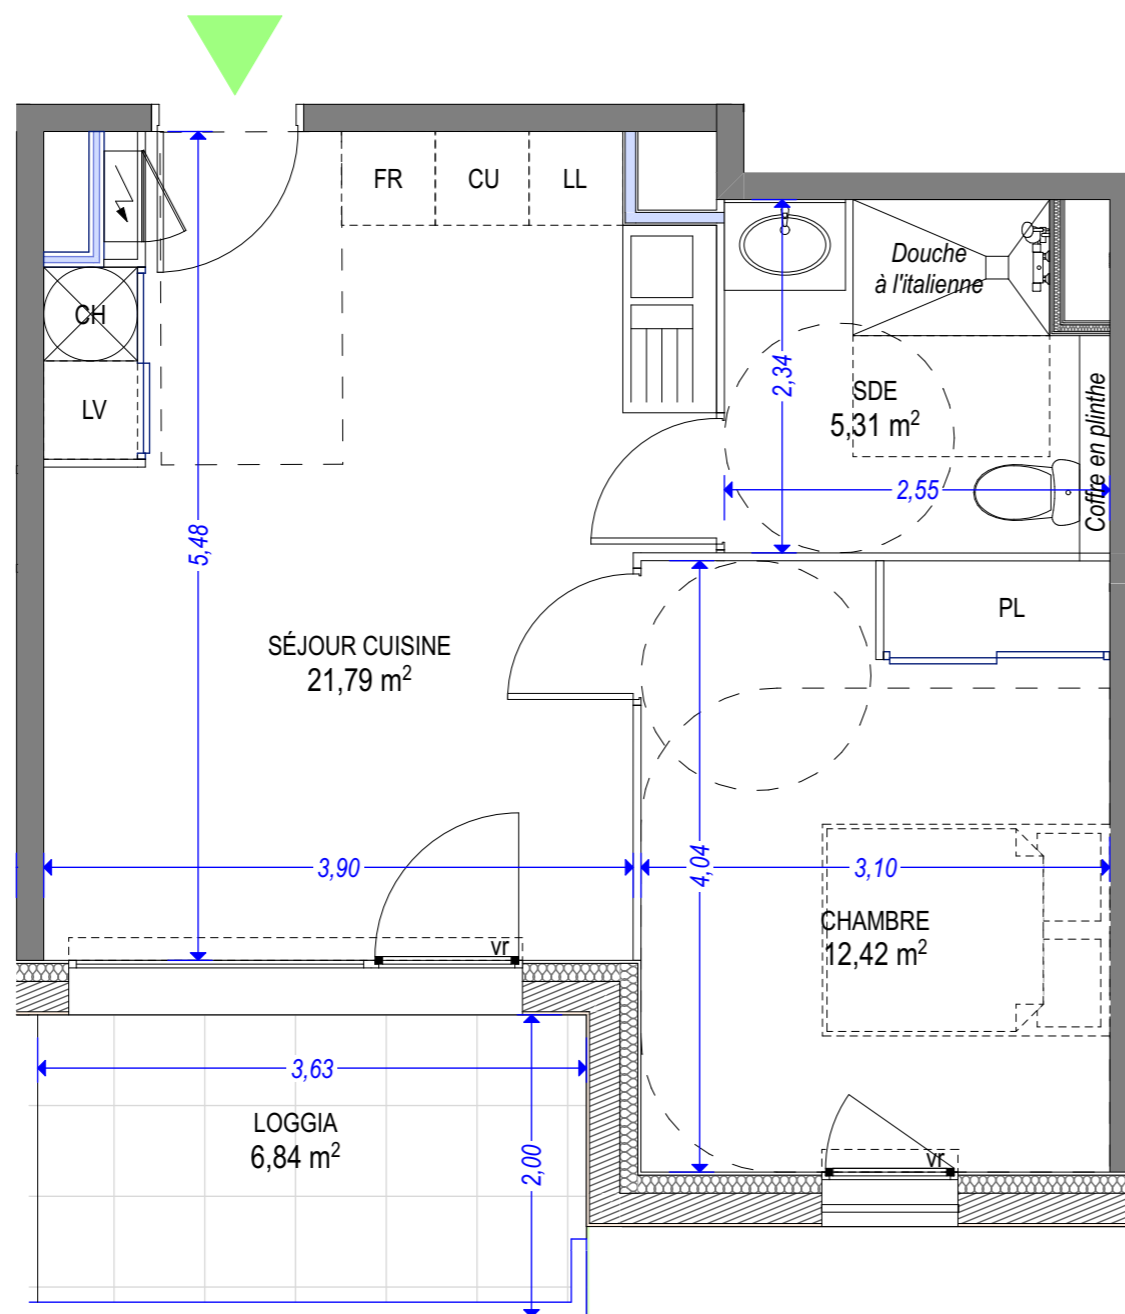 FR
CU
LL
Douche
à l'italienne
CH
LV
2,34
SDE
5,31 m²
Coffre en plinthe
2,55
5,48
PL
SÉJOUR CUISINE
21,79 m²
3,90
4,04
3,10
CHAMBRE
12,42 m²
vr
3,63
LOGGIA
6,84 m²
2,00
vr